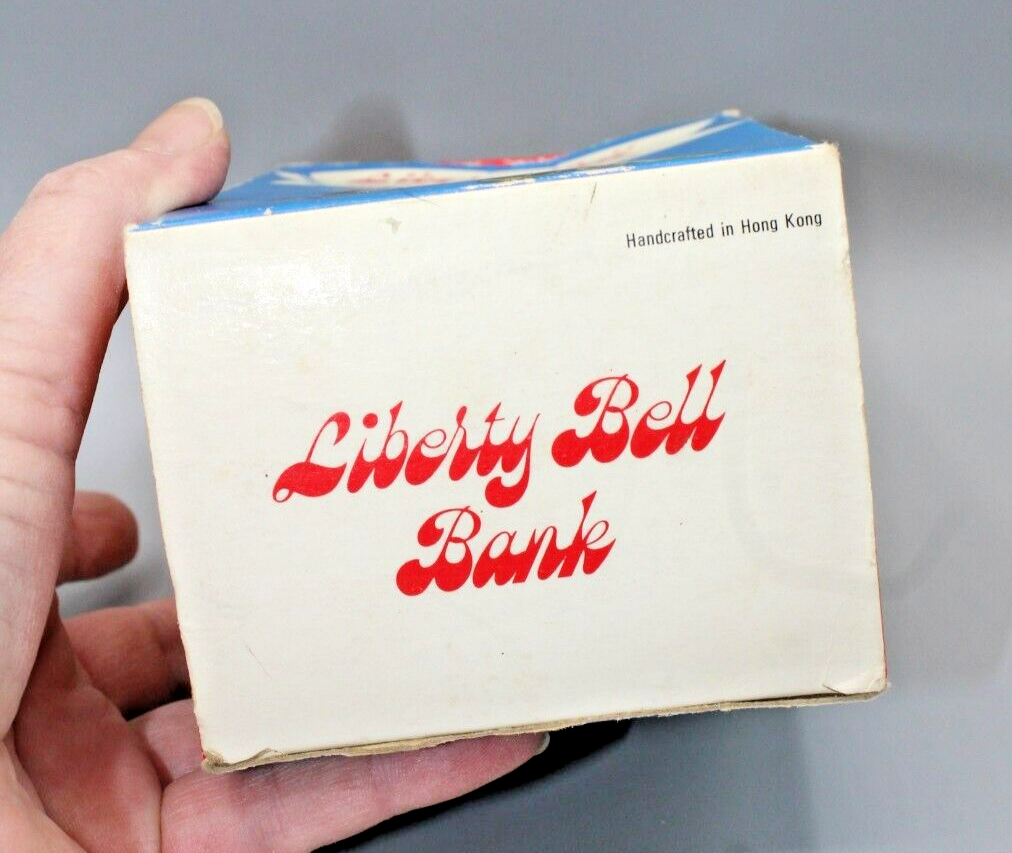 Handcrafted in Hong Kong
Liberty Bell
Bank